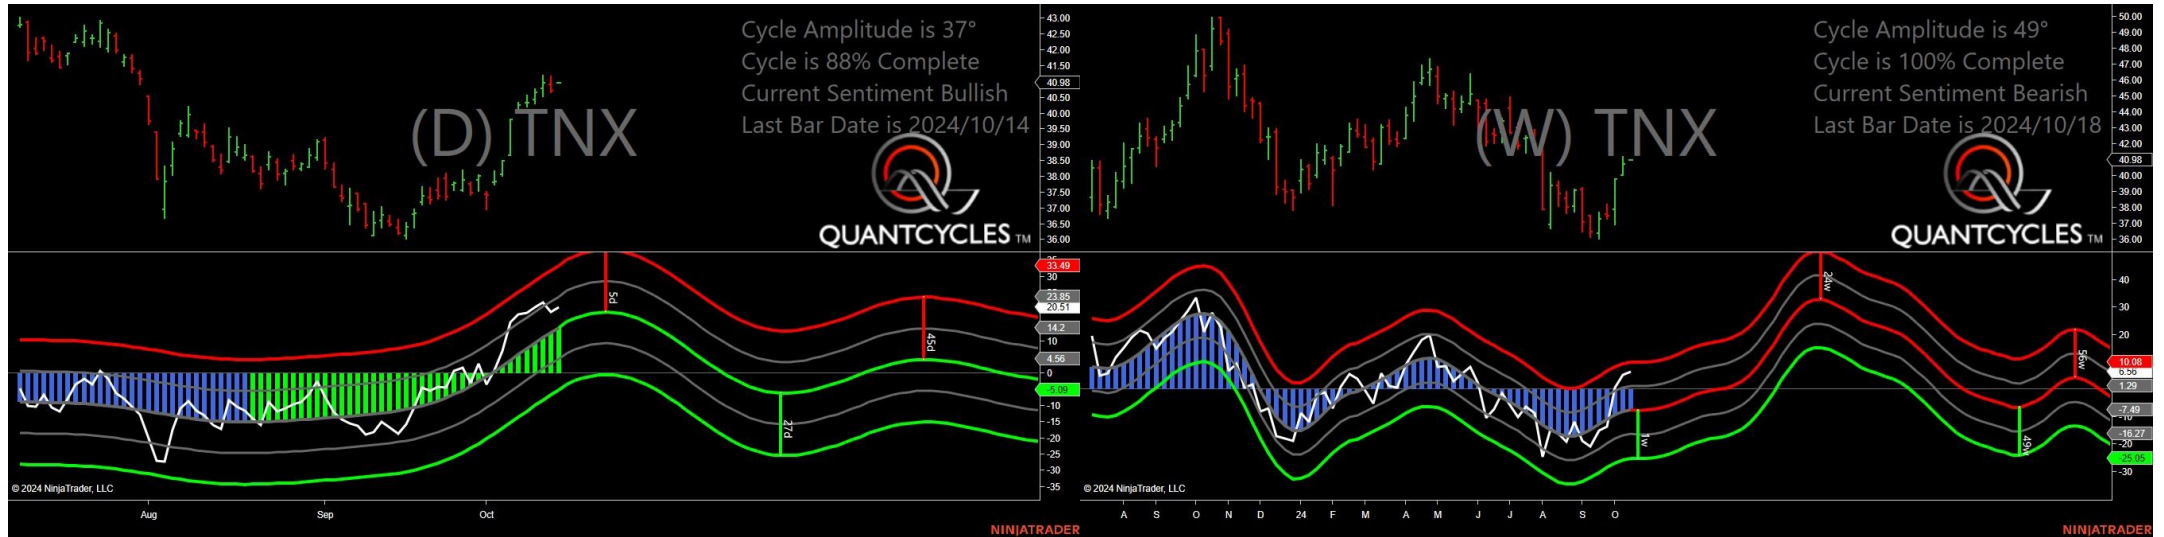 Cycle Amplitude is 37°
Cycle is 88% Complete
Current Sentiment Bullish
Last Bar Date is 2024/10/14
(D) TNX
QUANTCYCLES TM
43.00
42.50
42.00
41.50
40.98
40.50
40.00
39.50
39.00
38.50
38.00
37.50
37.00
36.50
36.00
33.49
30
23.85
20.51
14.2
10
4.56
0
-5.09
-10
-15
-20
-25
-30
-35
5d
27d
45d
© 2024 NinjaTrader, LLC
Aug Sep Oct
NINJATRADER
Cycle Amplitude is 49°
Cycle is 100% Complete
Current Sentiment Bearish
Last Bar Date is 2024/10/18
(W) TNX
QUANTCYCLES TM
50.00
49.00
48.00
47.00
46.00
45.00
44.00
43.00
42.00
40.98
40.00
39.00
38.00
37.00
36.00
40
30
20
10.08
6.56
1.29
-7.49
-16.27
-20
-25.05
-30
1w
24w
49w
56w
© 2024 NinjaTrader, LLC
A S O N D 24 F M A M J J A S O
NINJATRADER